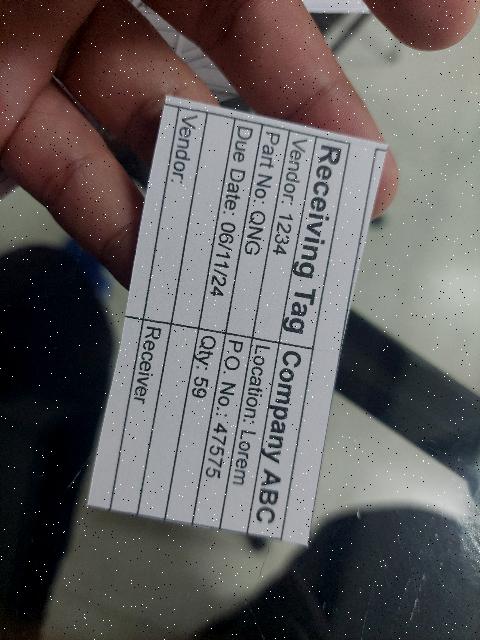 Receiving Tag Company ABC
Vendor: 1234 Location: Lorem
Part No: QNG PO No.: 47575
Due Date: 06/11/24 Qty: 59
Vendor: Receiver